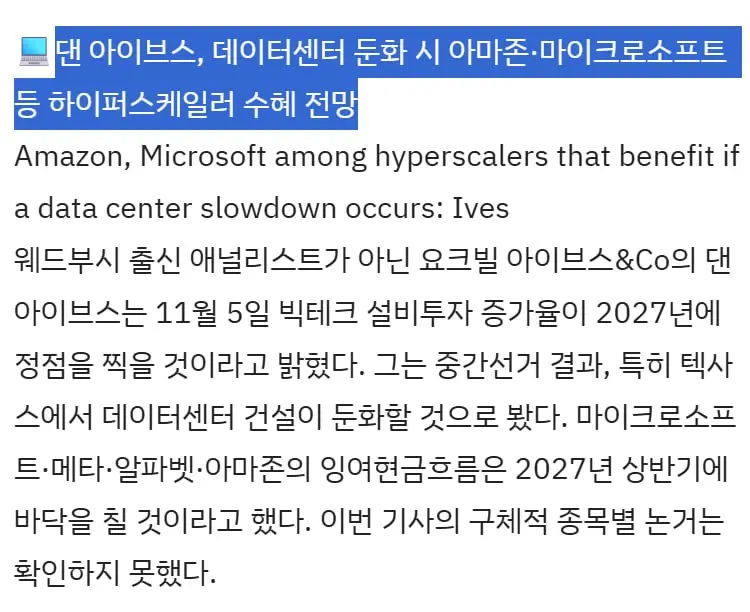 💻댄 아이브스, 데이터센터 둔화 시 아마존·마이크로소프트
등 하이퍼스케일러 수혜 전망
Amazon, Microsoft among hyperscalers that benefit if
a data center slowdown occurs: Ives
웨드부시 출신 애널리스트가 아닌 요크빌 아이브스&Co의 댄
아이브스는 11월 5일 빅테크 설비투자 증가율이 2027년에
정점을 찍을 것이라고 밝혔다. 그는 중간선거 결과, 특히 텍사
스에서 데이터센터 건설이 둔화할 것으로 봤다. 마이크로소프
트·메타·알파벳·아마존의 잉여현금흐름은 2027년 상반기에
바닥을 칠 것이라고 했다. 이번 기사의 구체적 종목별 논거는
확인하지 못했다.